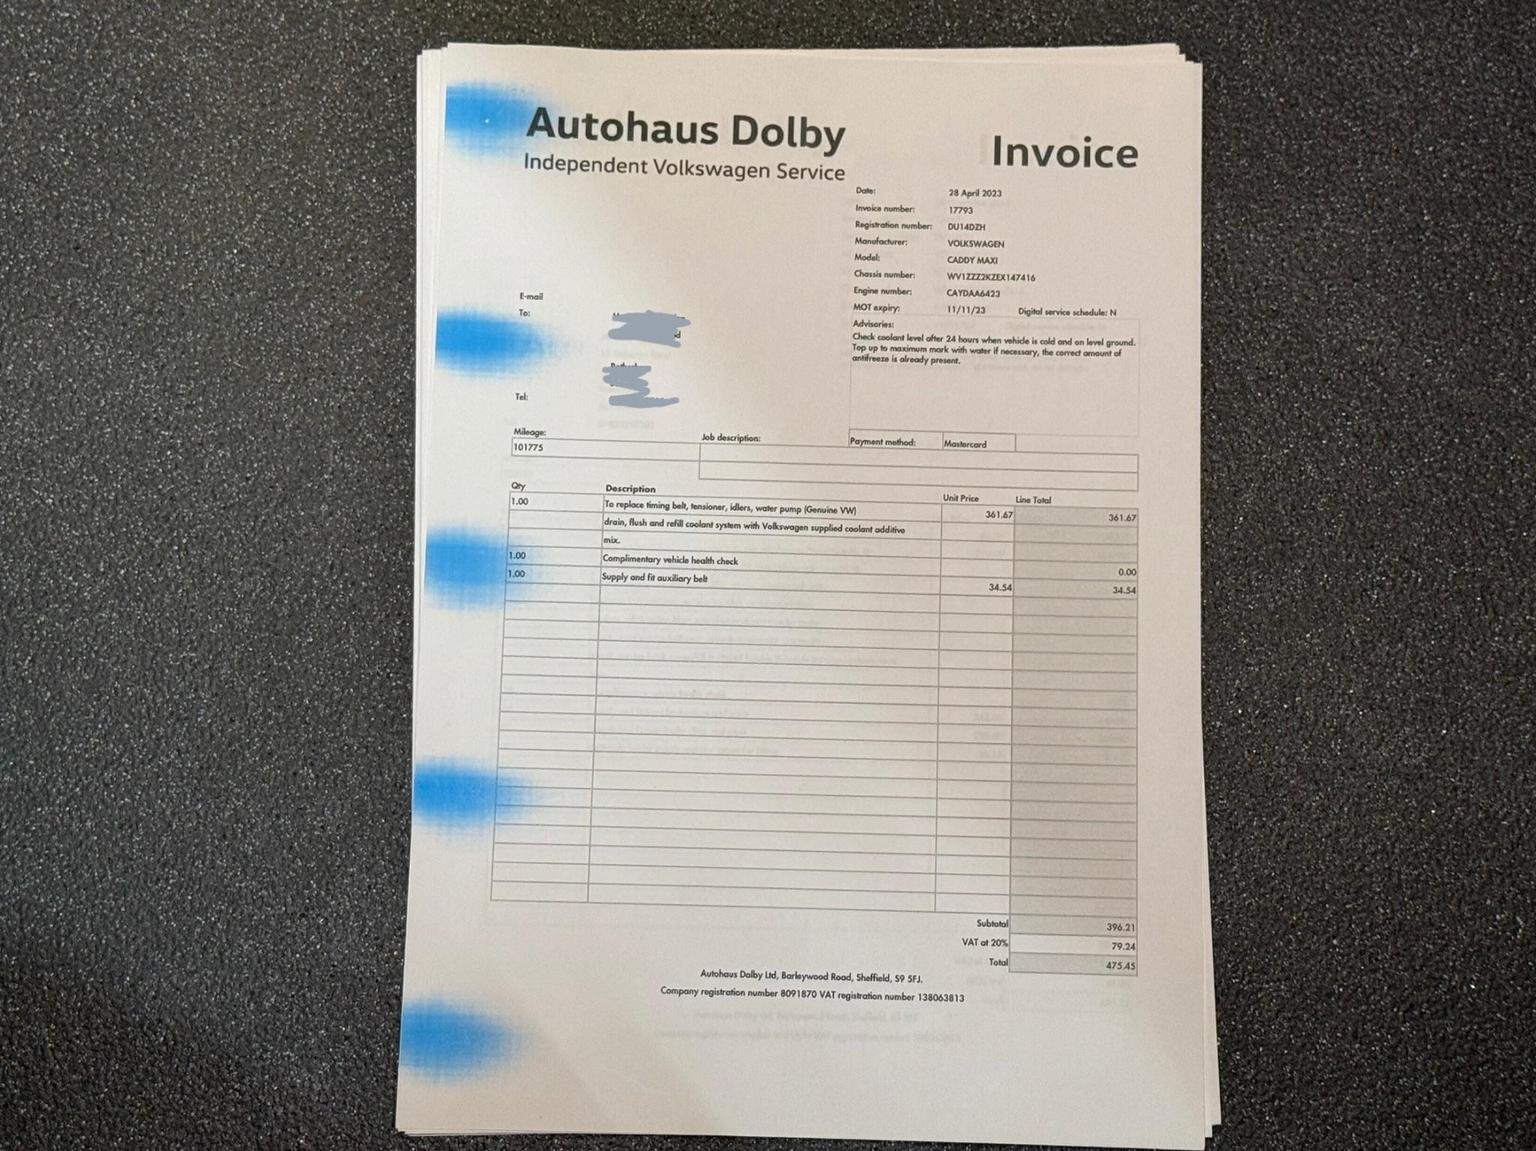 Autohaus Dolby
Independent Volkswagen Service
Invoice
Date: 28 April 2023
Invoice number: 17793
Registration number: DU14DZH
Manufacturer: VOLKSWAGEN
Model: CADDY MAXI
Chassis number: WV1ZZZ2KZEX147416
Engine number: CAYDAA6423
MOT expiry: 11/11/23 Digital service schedule: N
E-mail
To:
Tel:
Advisories:
Check coolant level after 24 hours when vehicle is cold and on level ground.
Top up to maximum mark with water if necessary, the correct amount of
antifreeze is already present.
Mileage: Job description: Payment method: Mastercard
101775
Qty Description Unit Price Line Total
1.00 To replace timing belt, tensioner, idlers, water pump (Genuine VW) 361.67 361.67
drain, flush and refill coolant system with Volkswagen supplied coolant additive
mix.
1.00 Complimentary vehicle health check 0.00
1.00 Supply and fit auxiliary belt 34.54 34.54
Subtotal 396.21
VAT at 20% 79.24
Total 475.45
Autohaus Dolby Ltd, Barleywood Road, Sheffield, S9 5FJ.
Company registration number 8091870 VAT registration number 138063813